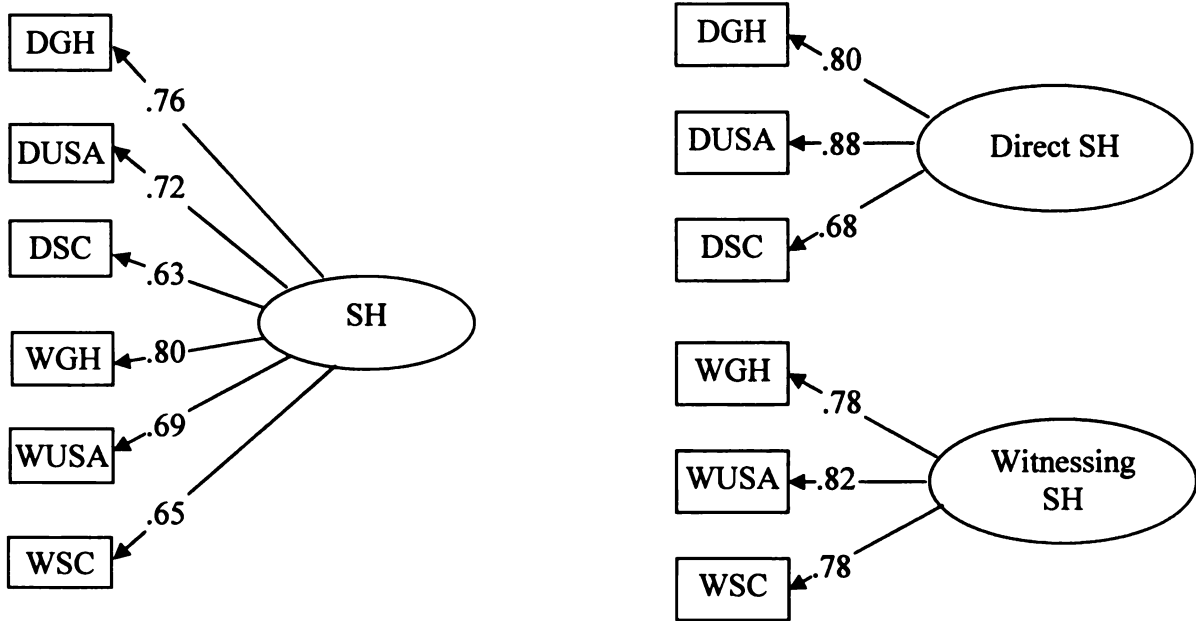 DGH
.76
DUSA
.72
DSC
.63
SH
WGH
.80
WUSA
.69
WSC
.65
DGH
.80
DUSA
.88
Direct SH
DSC
.68
WGH
.78
WUSA
.82
Witnessing
SH
WSC
.78